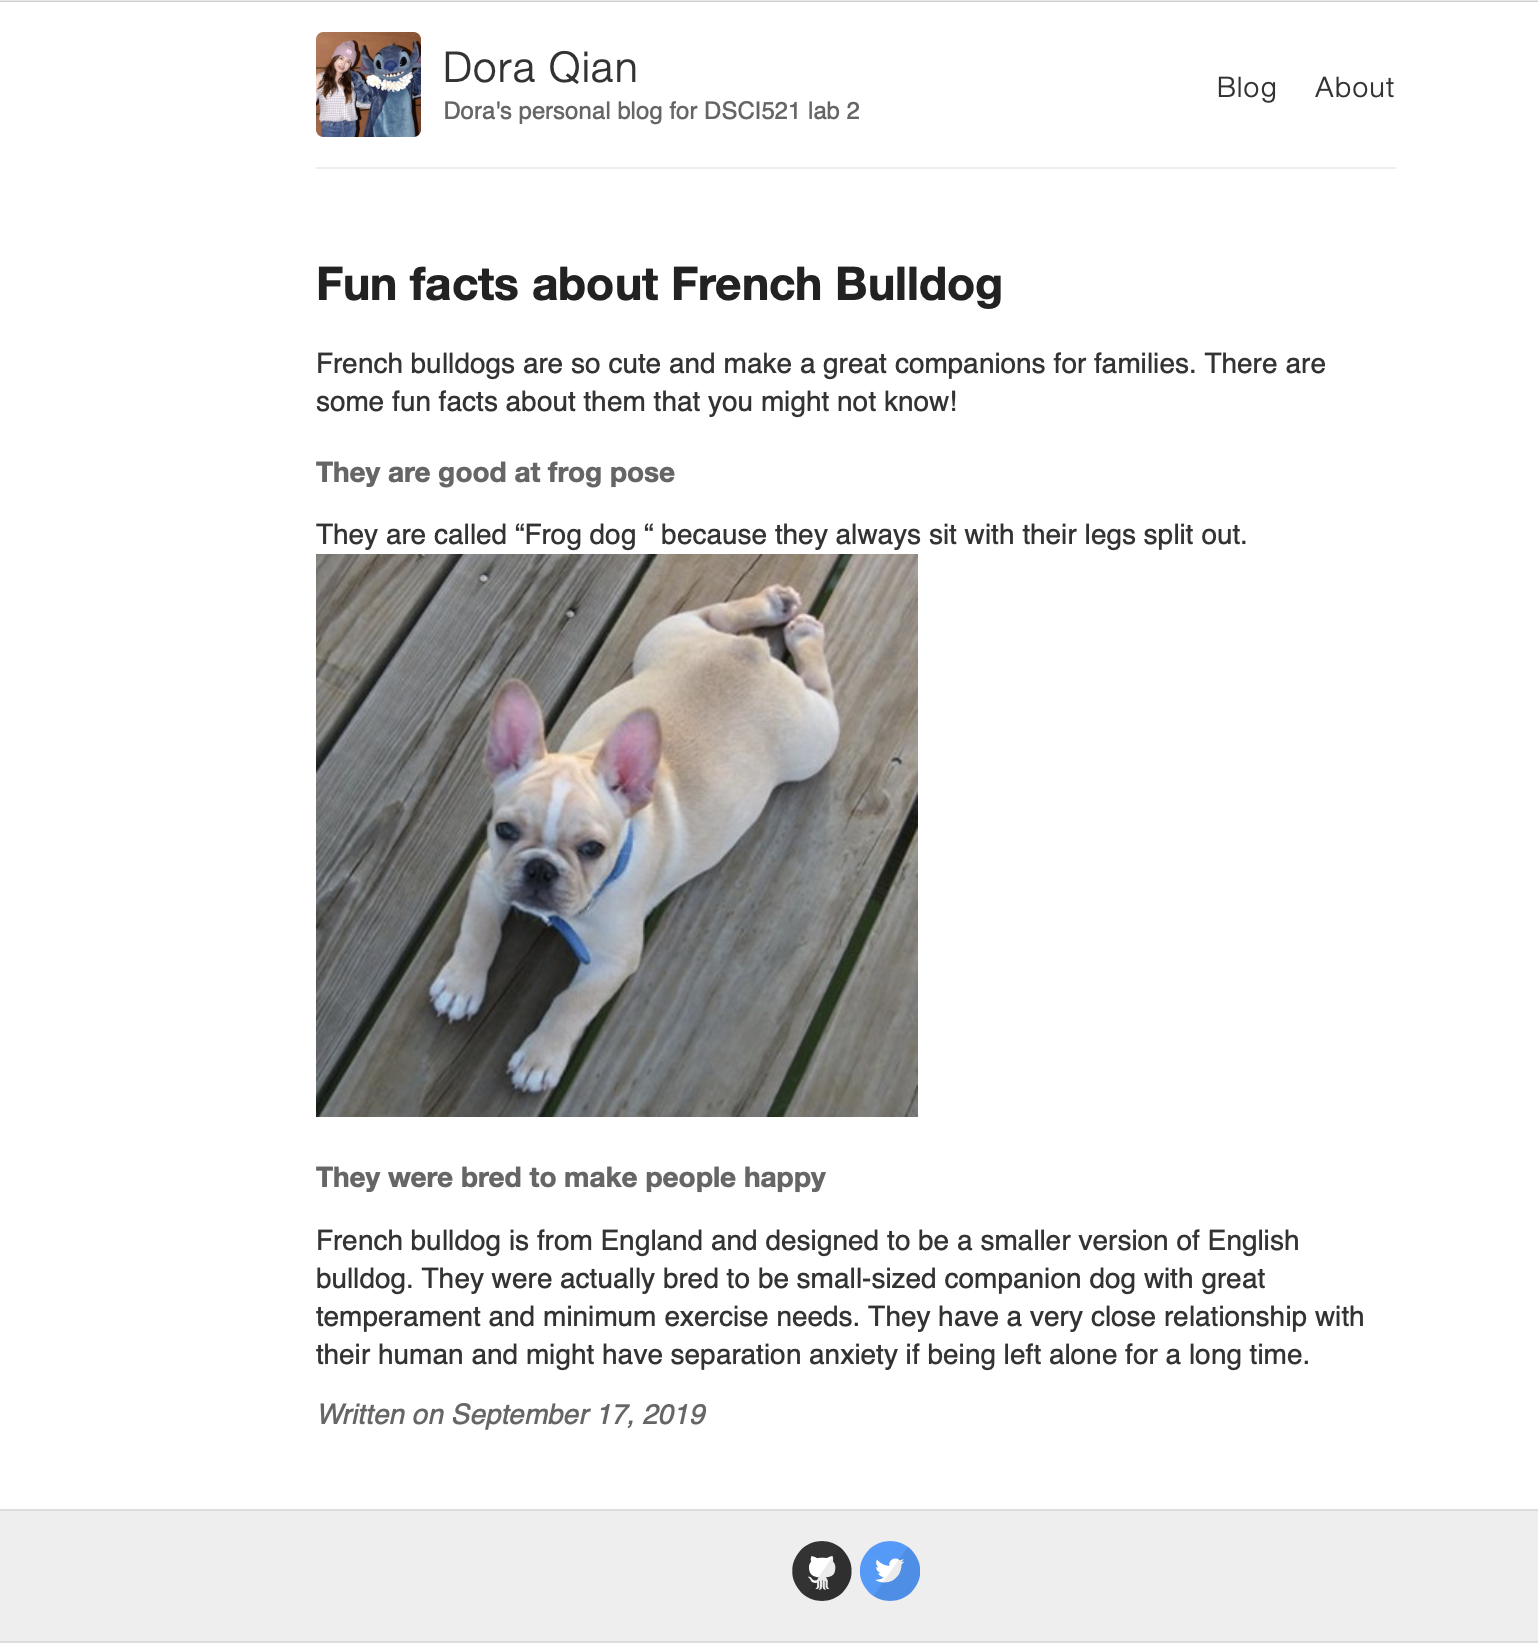 Dora Qian
Dora's personal blog for DSCI521 lab 2
Blog About
Fun facts about French Bulldog
French bulldogs are so cute and make a great companions for families. There are
some fun facts about them that you might not know!
They are good at frog pose
They are called “Frog dog “ because they always sit with their legs split out.
They were bred to make people happy
French bulldog is from England and designed to be a smaller version of English
bulldog. They were actually bred to be small-sized companion dog with great
temperament and minimum exercise needs. They have a very close relationship with
their human and might have separation anxiety if being left alone for a long time.
Written on September 17, 2019